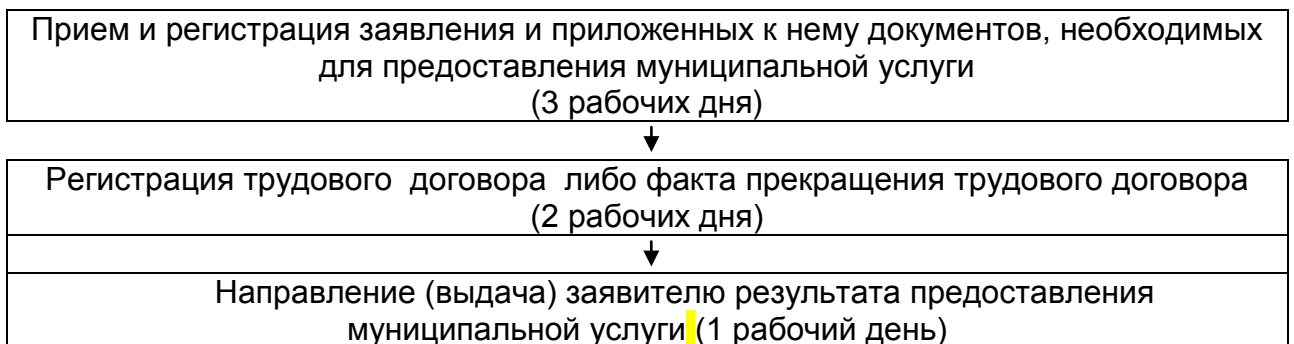 Прием и регистрация заявления и приложенных к нему документов, необходимых
для предоставления муниципальной услуги
(3 рабочих дня)
Регистрация трудового договора либо факта прекращения трудового договора
(2 рабочих дня)
Направление (выдача) заявителю результата предоставления
муниципальной услуги (1 рабочий день)